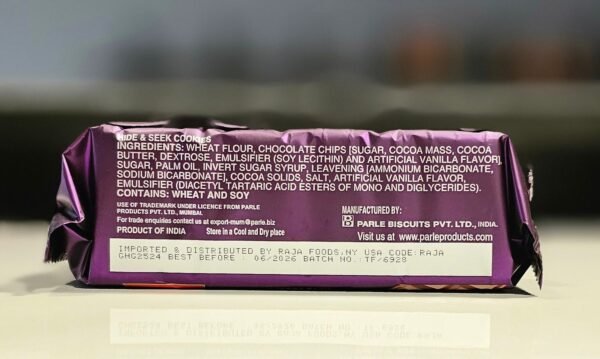 HIDE & SEEK COOKIES
INGREDIENTS: WHEAT FLOUR, CHOCOLATE CHIPS [SUGAR, COCOA MASS, COCOA
BUTTER, DEXTROSE, EMULSIFIER (SOY LECITHIN) AND ARTIFICIAL VANILLA FLAVOR],
SUGAR, PALM OIL, INVERT SUGAR SYRUP, LEAVENING [AMMONIUM BICARBONATE,
SODIUM BICARBONATE], COCOA SOLIDS, SALT, ARTIFICIAL VANILLA FLAVOR,
EMULSIFIER (DIACETYL TARTARIC ACID ESTERS OF MONO AND DIGLYCERIDES).
CONTAINS: WHEAT AND SOY
USE OF TRADEMARK UNDER LICENCE FROM PARLE
PRODUCTS PVT. LTD., MUMBAI
For trade enquiries contact us at export-mum@parle.biz
PRODUCT OF INDIA Store in a Cool and Dry place
MANUFACTURED BY:
PARLE BISCUITS PVT. LTD., INDIA.
Visit us at www.parleproducts.com
IMPORTED & DISTRIBUTED BY RAJA FOODS,NY USA CODE:RAJA
GHG2524 BEST BEFORE : 06/2026 BATCH NO.:TF/6928